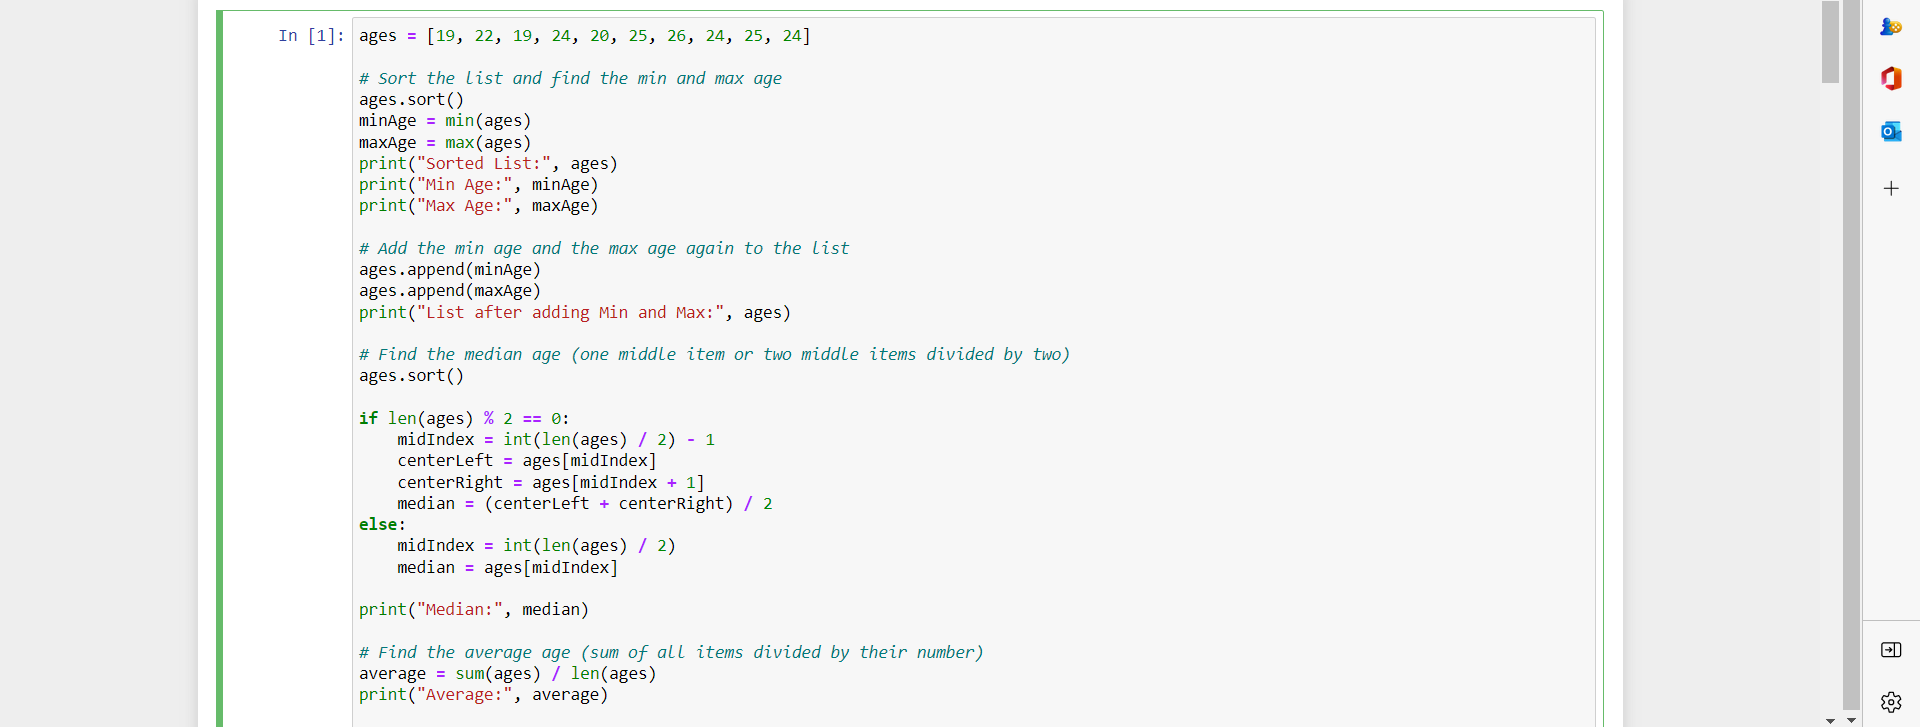 In [1]: ages = [19, 22, 19, 24, 20, 25, 26, 24, 25, 24]

# Sort the list and find the min and max age
ages.sort()
minAge = min(ages)
maxAge = max(ages)
print("Sorted List:", ages)
print("Min Age:", minAge)
print("Max Age:", maxAge)

# Add the min age and the max age again to the list
ages.append(minAge)
ages.append(maxAge)
print("List after adding Min and Max:", ages)

# Find the median age (one middle item or two middle items divided by two)
ages.sort()

if len(ages) % 2 == 0:
    midIndex = int(len(ages) / 2) - 1
    centerLeft = ages[midIndex]
    centerRight = ages[midIndex + 1]
    median = (centerLeft + centerRight) / 2
else:
    midIndex = int(len(ages) / 2)
    median = ages[midIndex]

print("Median:", median)

# Find the average age (sum of all items divided by their number)
average = sum(ages) / len(ages)
print("Average:", average)